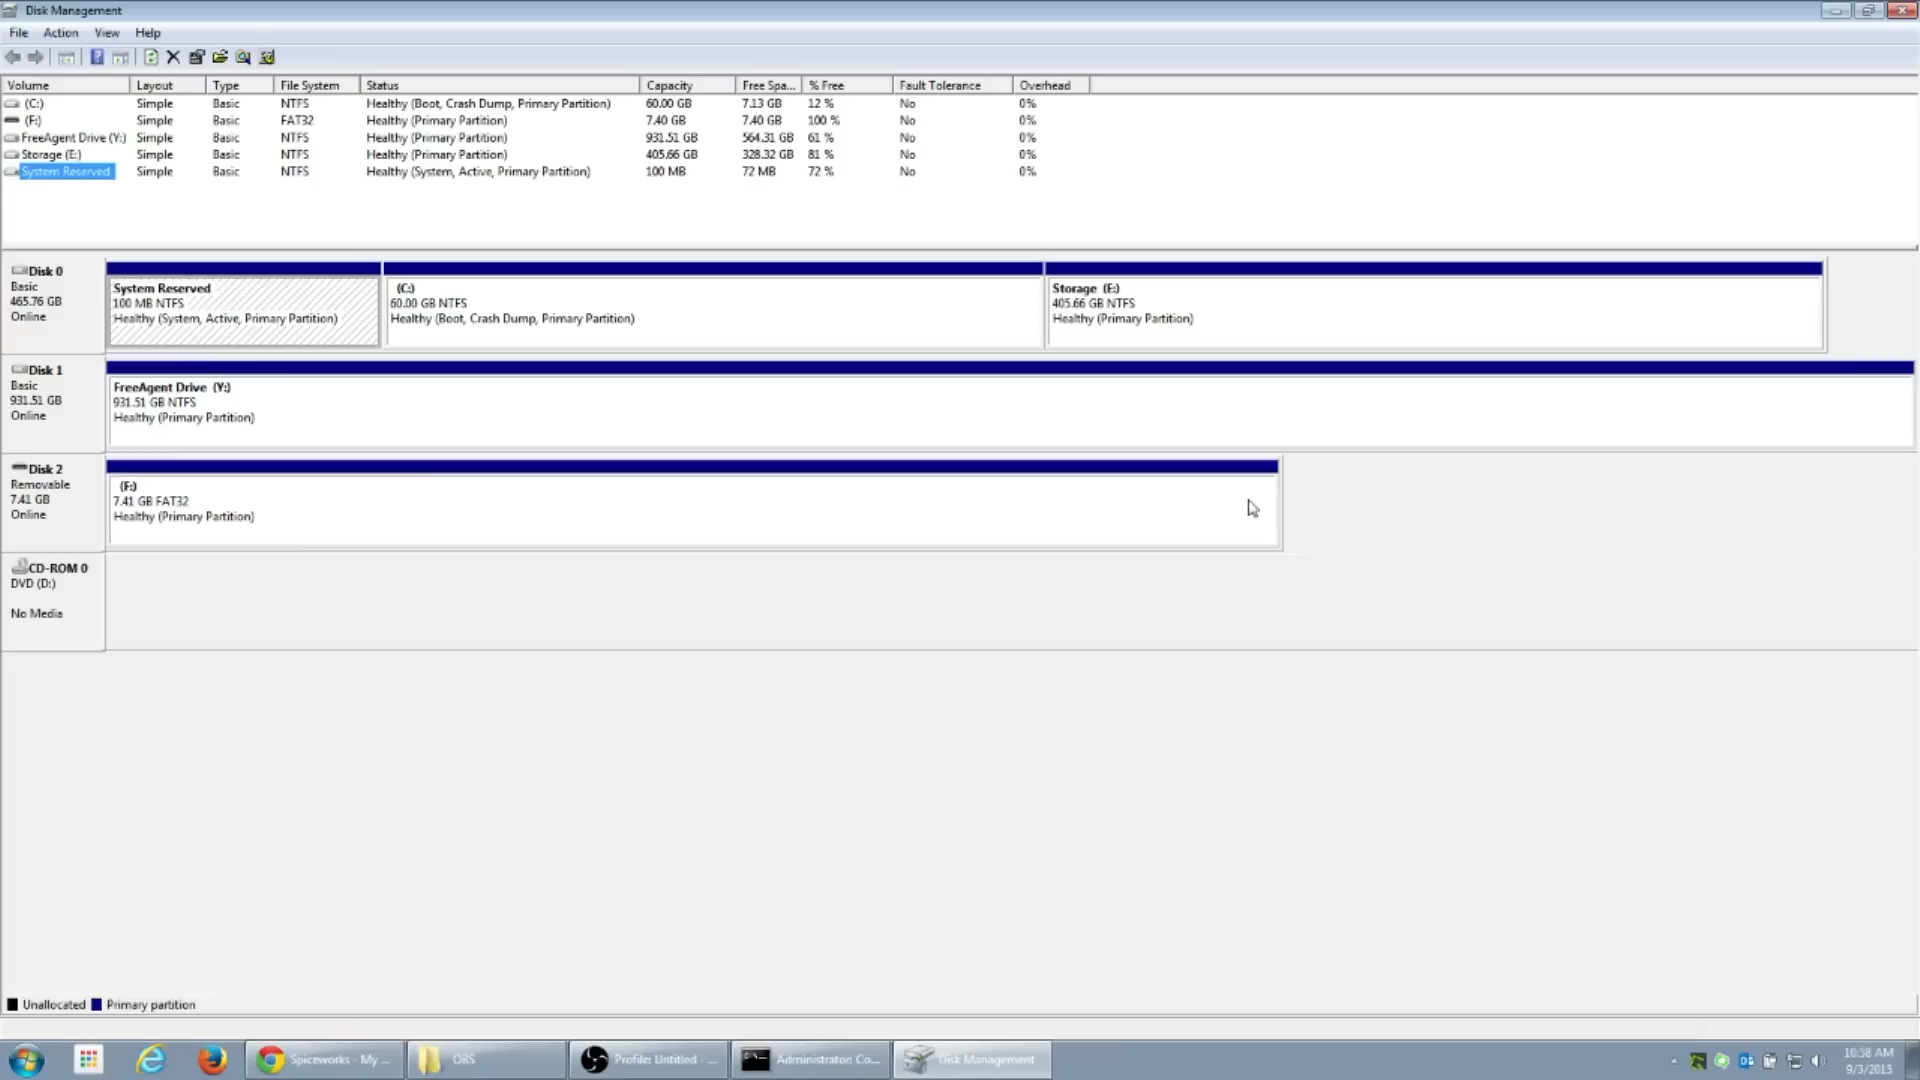 Disk Management
File Action View Help
Volume Layout Type File System Status Capacity Free Spa... % Free Fault Tolerance Overhead
(C:) Simple Basic NTFS Healthy (Boot, Crash Dump, Primary Partition) 60.00 GB 7.13 GB 12 % No 0%
(F:) Simple Basic FAT32 Healthy (Primary Partition) 7.40 GB 7.40 GB 100 % No 0%
FreeAgent Drive (Y:) Simple Basic NTFS Healthy (Primary Partition) 931.51 GB 564.31 GB 61 % No 0%
Storage (E:) Simple Basic NTFS Healthy (Primary Partition) 405.66 GB 328.32 GB 81 % No 0%
System Reserved Simple Basic NTFS Healthy (System, Active, Primary Partition) 100 MB 72 MB 72 % No 0%
Disk 0
Basic
465.76 GB
Online
System Reserved
100 MB NTFS
Healthy (System, Active, Primary Partition)
(C:)
60.00 GB NTFS
Healthy (Boot, Crash Dump, Primary Partition)
Storage (E:)
405.66 GB NTFS
Healthy (Primary Partition)
Disk 1
Basic
931.51 GB
Online
FreeAgent Drive (Y:)
931.51 GB NTFS
Healthy (Primary Partition)
Disk 2
Removable
7.41 GB
Online
(F:)
7.41 GB FAT32
Healthy (Primary Partition)
CD-ROM 0
DVD (D:)
No Media
Unallocated Primary partition
Spiceworks - My ... OBS Profile: Untitled - ... Administrator: Co... Disk Management
10:58 AM
9/3/2015